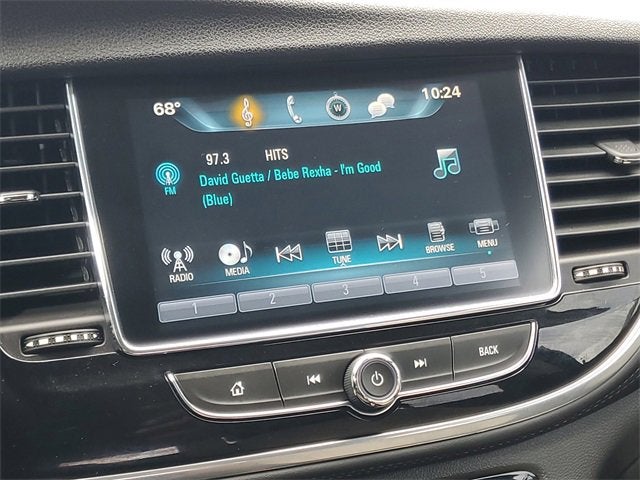 68° W 10:24
97.3 HITS
FM David Guetta / Bebe Rexha - I'm Good
(Blue)
RADIO MEDIA TUNE BROWSE MENU
1 2 3 4 5
BACK